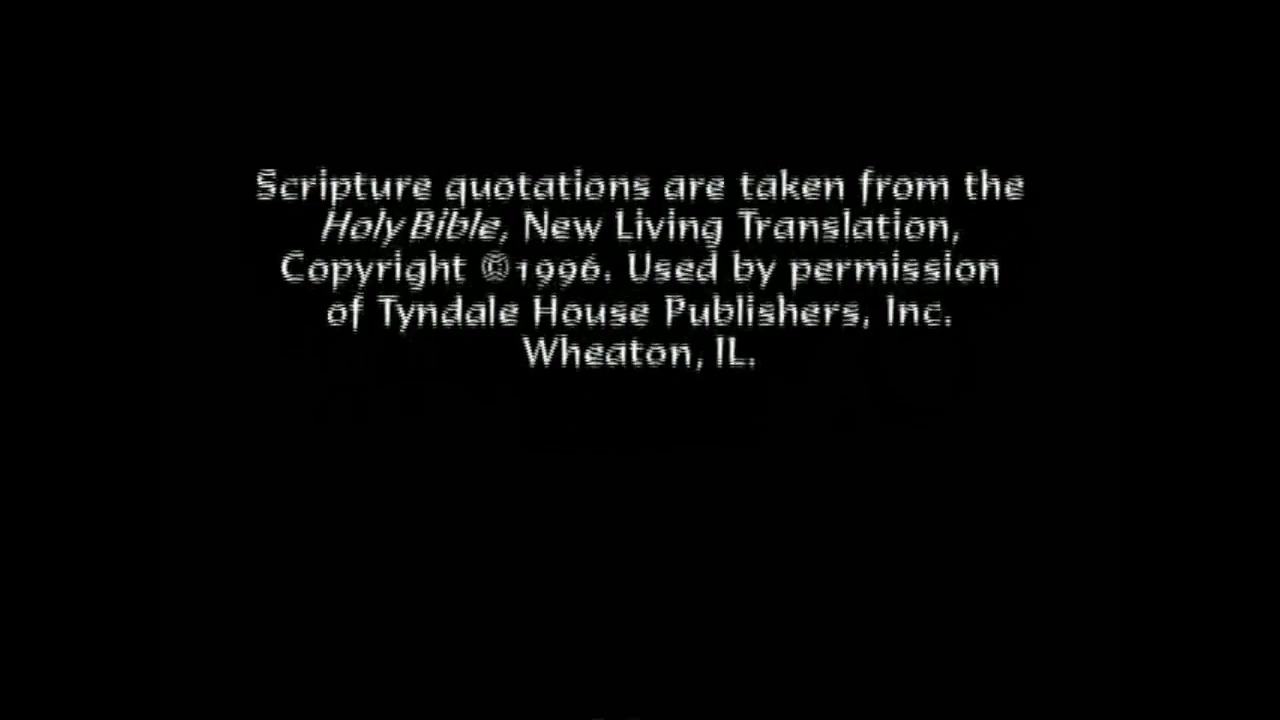 Scripture quotations are taken from the
Holy Bible, New Living Translation,
Copyright ©1996. Used by permission
of Tyndale House Publishers, Inc.
Wheaton, IL.